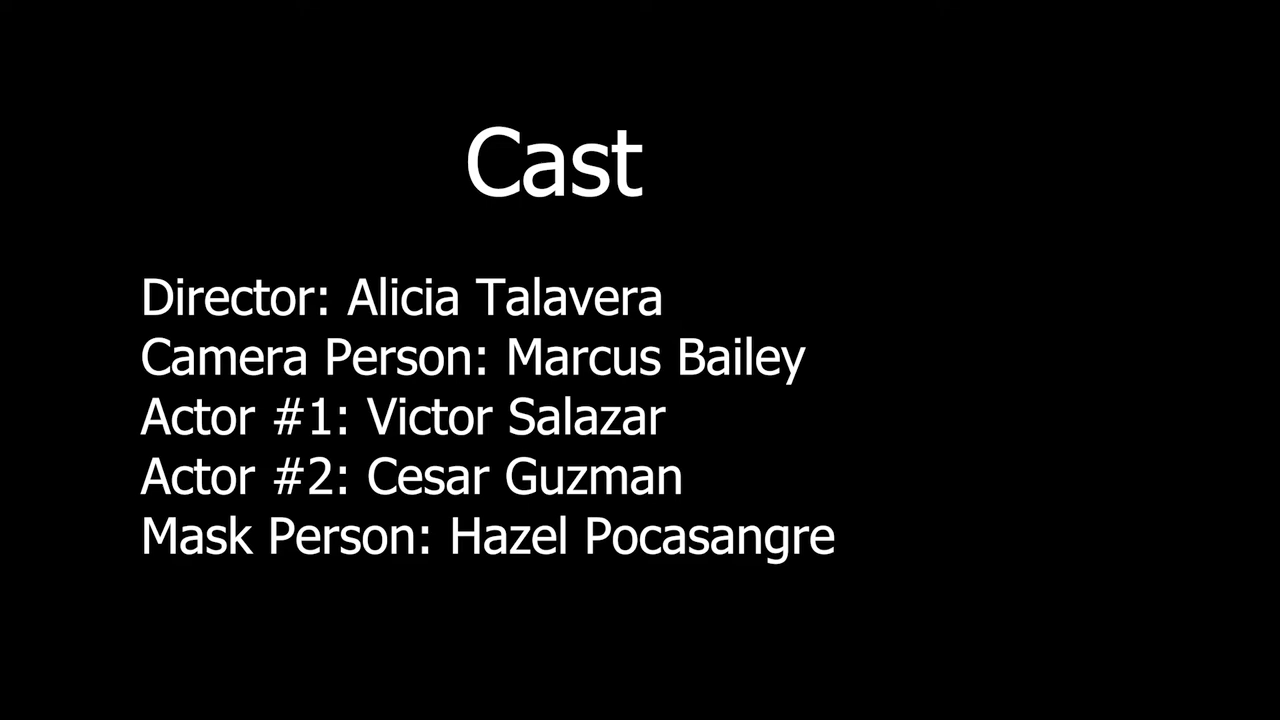 Cast
Director: Alicia Talavera
Camera Person: Marcus Bailey
Actor #1: Victor Salazar
Actor #2: Cesar Guzman
Mask Person: Hazel Pocasangre